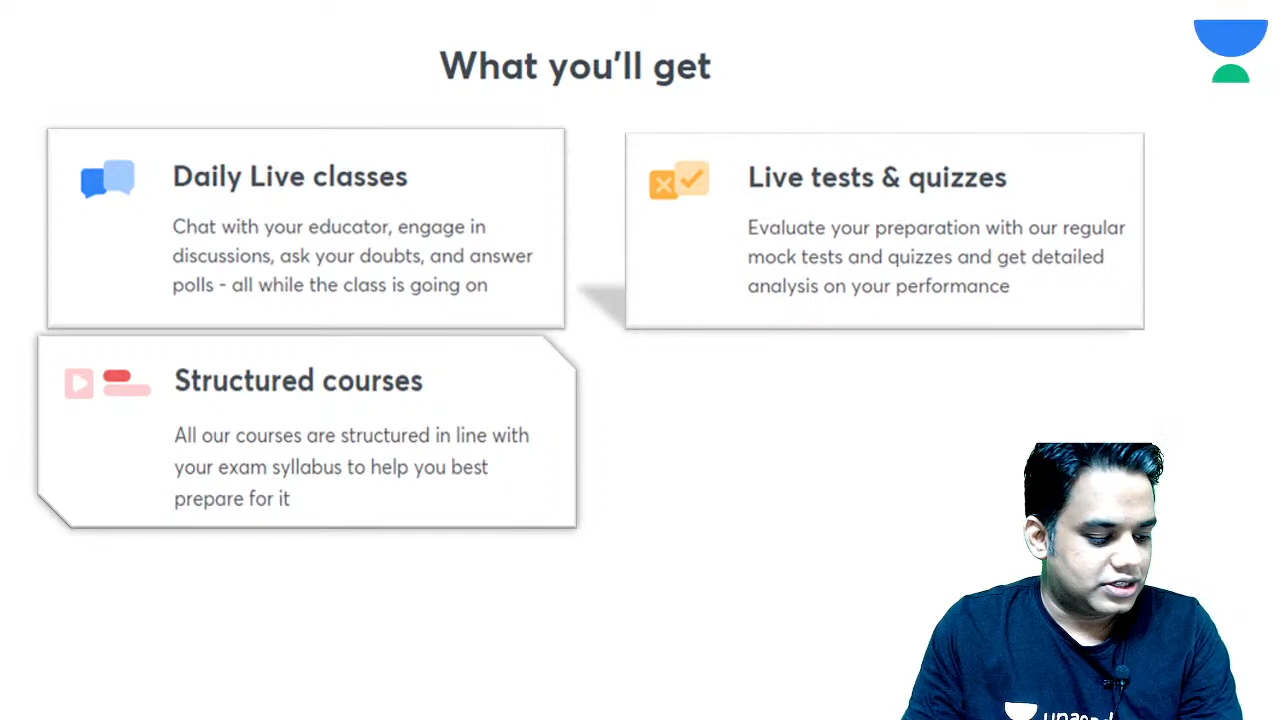 What you'll get
Daily Live classes
Chat with your educator, engage in
discussions, ask your doubts, and answer
polls - all while the class is going on
Live tests & quizzes
Evaluate your preparation with our regular
mock tests and quizzes and get detailed
analysis on your performance
Structured courses
All our courses are structured in line with
your exam syllabus to help you best
prepare for it